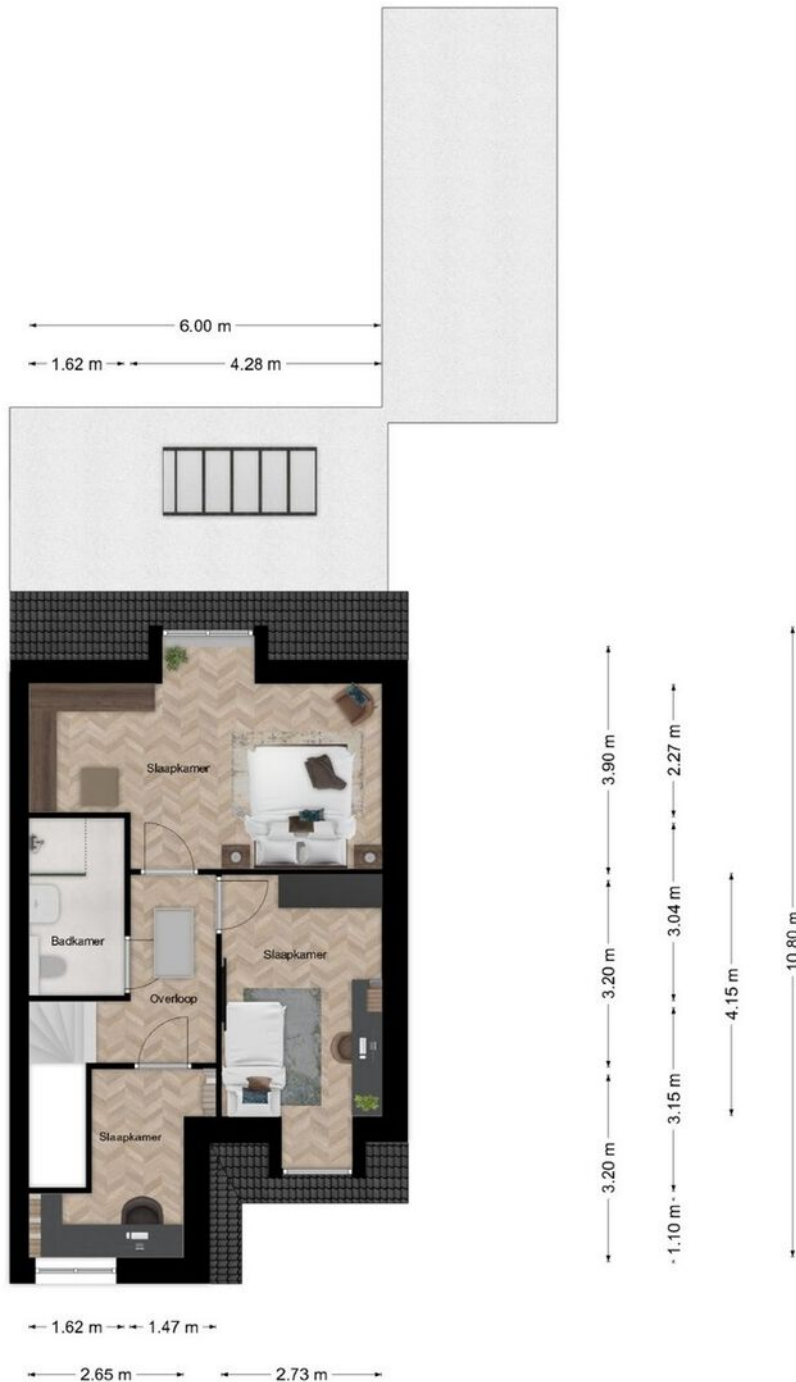 6.00 m
1.62 m
4.28 m
Slaapkamer
Badkamer
Overloop
Slaapkamer
Slaapkamer
3.90 m
2.27 m
3.20 m
3.04 m
4.15 m
10.80 m
3.20 m
3.15 m
1.10 m
1.62 m
1.47 m
2.65 m
2.73 m